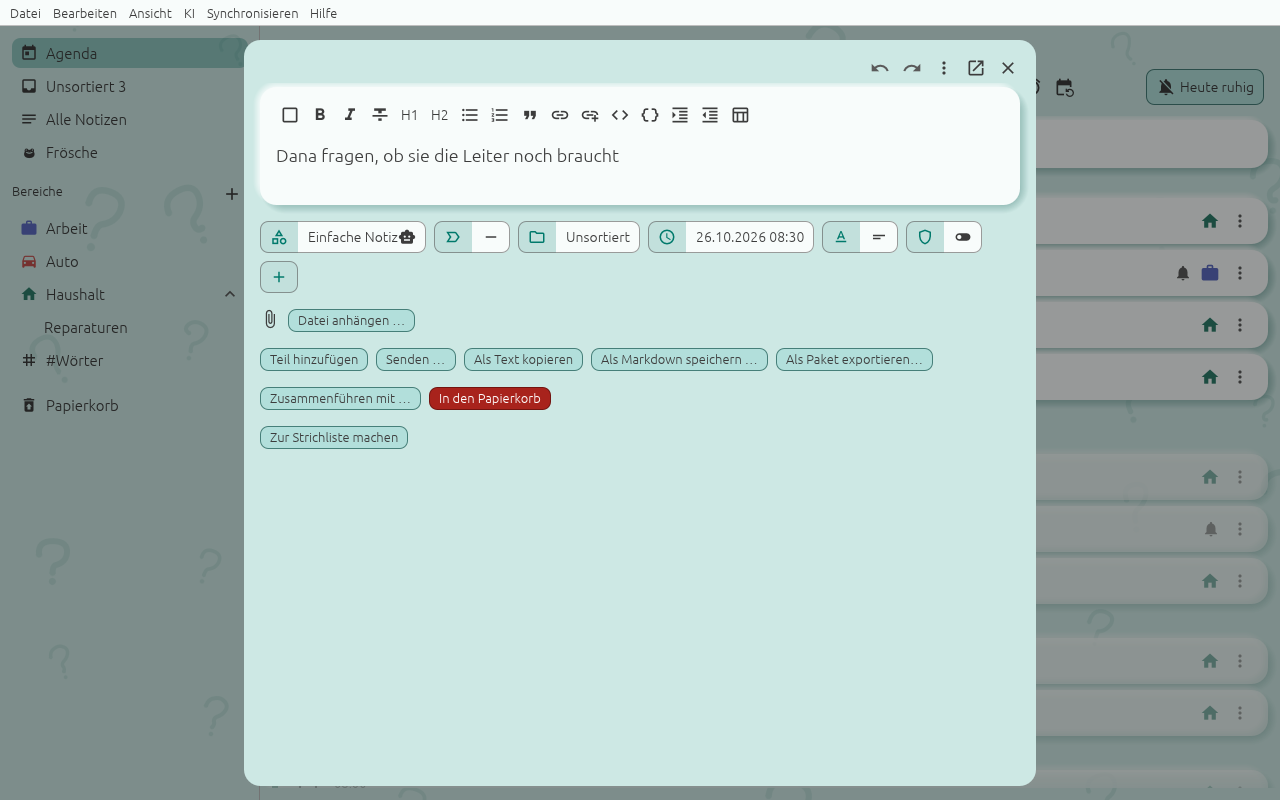 Datei Bearbeiten Ansicht KI Synchronisieren Hilfe
Agenda
Unsortiert 3
Alle Notizen
Frösche
Bereiche
Arbeit
Auto
Haushalt
Reparaturen
#Wörter
Papierkorb
Heute ruhig
B I T H1 H2
Dana fragen, ob sie die Leiter noch braucht
Einfache Notiz
Unsortiert
26.10.2026 08:30
Datei anhängen …
Teil hinzufügen Senden … Als Text kopieren Als Markdown speichern … Als Paket exportieren…
Zusammenführen mit … In den Papierkorb
Zur Strichliste machen